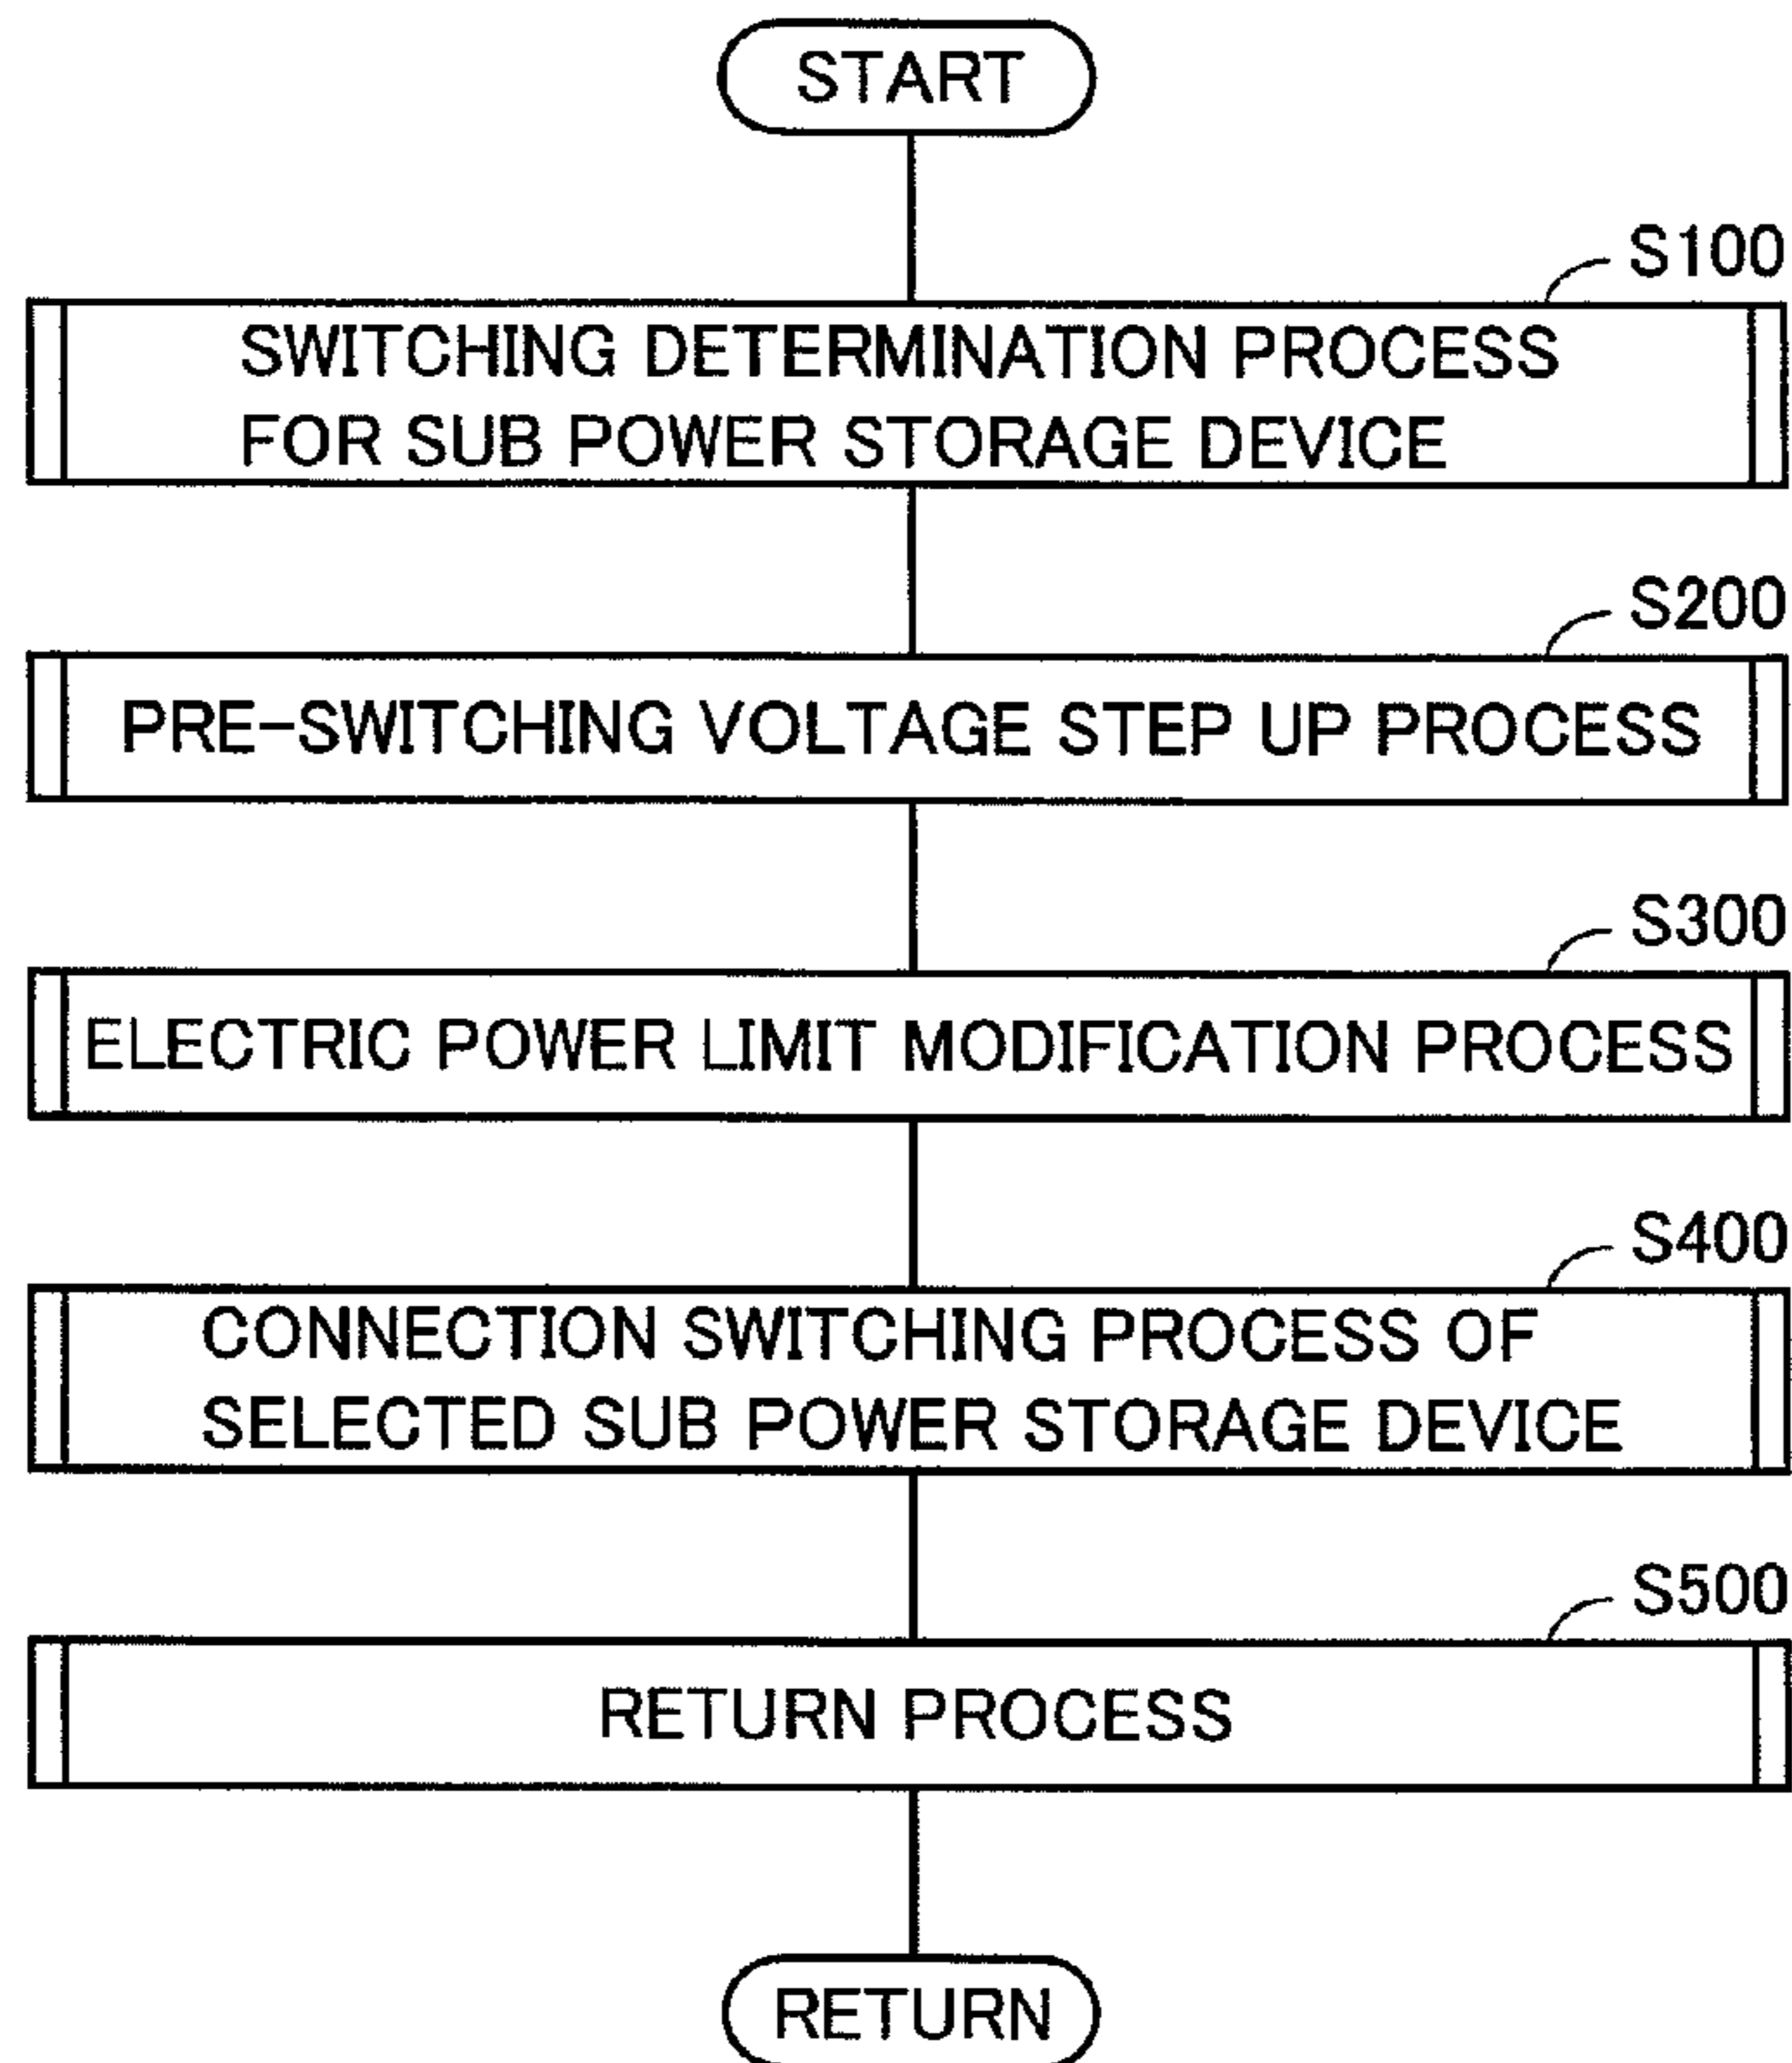 START
S100
SWITCHING DETERMINATION PROCESS
FOR SUB POWER STORAGE DEVICE
S200
PRE-SWITCHING VOLTAGE STEP UP PROCESS
S300
ELECTRIC POWER LIMIT MODIFICATION PROCESS
S400
CONNECTION SWITCHING PROCESS OF
SELECTED SUB POWER STORAGE DEVICE
S500
RETURN PROCESS
RETURN